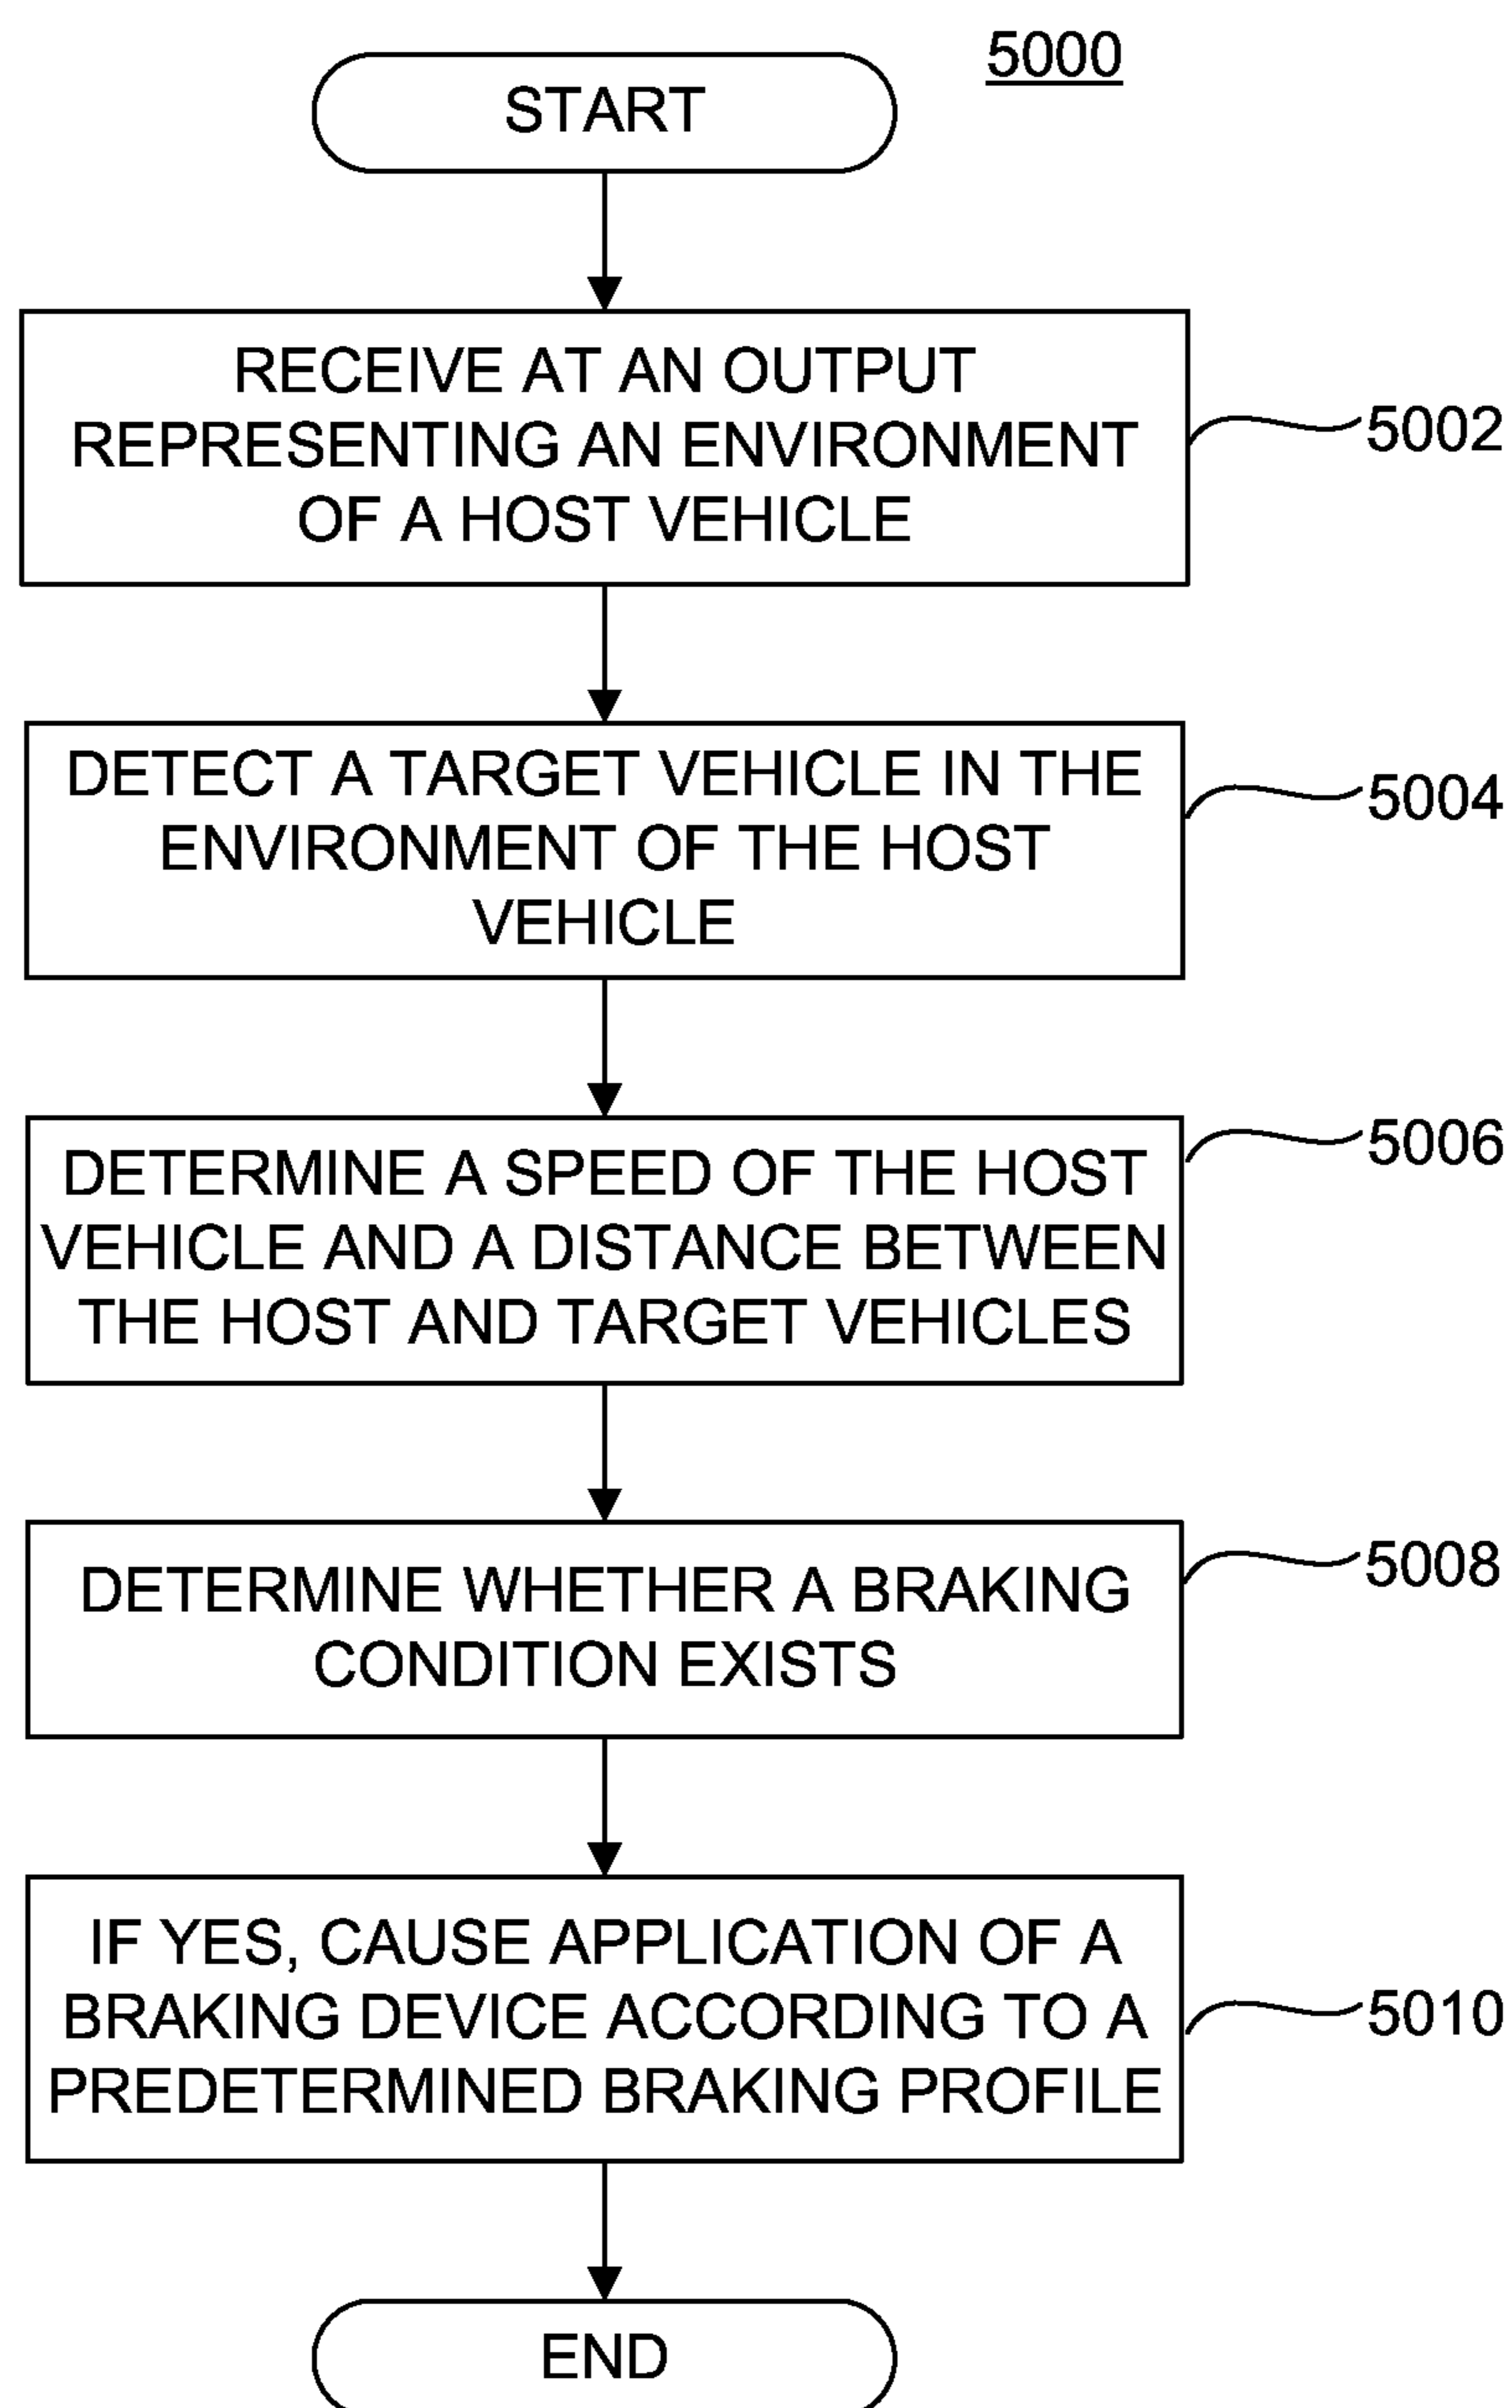 5000
START
RECEIVE AT AN OUTPUT
REPRESENTING AN ENVIRONMENT
OF A HOST VEHICLE
5002
DETECT A TARGET VEHICLE IN THE
ENVIRONMENT OF THE HOST
VEHICLE
5004
DETERMINE A SPEED OF THE HOST
VEHICLE AND A DISTANCE BETWEEN
THE HOST AND TARGET VEHICLES
5006
DETERMINE WHETHER A BRAKING
CONDITION EXISTS
5008
IF YES, CAUSE APPLICATION OF A
BRAKING DEVICE ACCORDING TO A
PREDETERMINED BRAKING PROFILE
5010
END